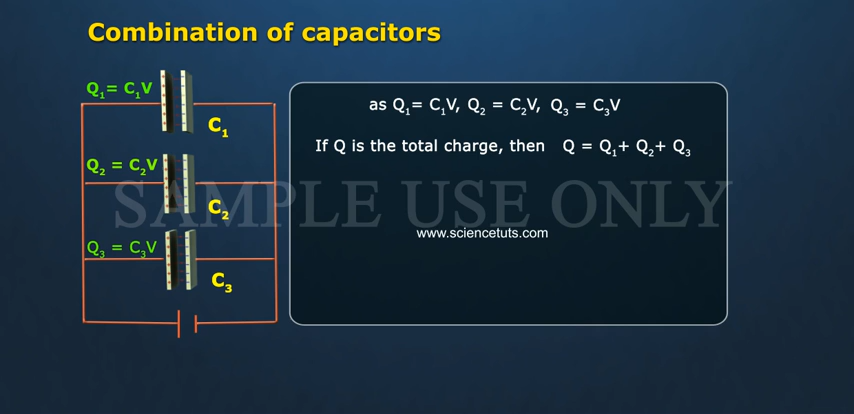 Combination of capacitors
Q₁= C₁V
C₁
Q₂ = C₂V
C₂
Q₃ = C₃V
C₃
as Q₁= C₁V, Q₂ = C₂V, Q₃ = C₃V
If Q is the total charge, then Q = Q₁+ Q₂+ Q₃
SAMPLE USE ONLY
www.sciencetuts.com